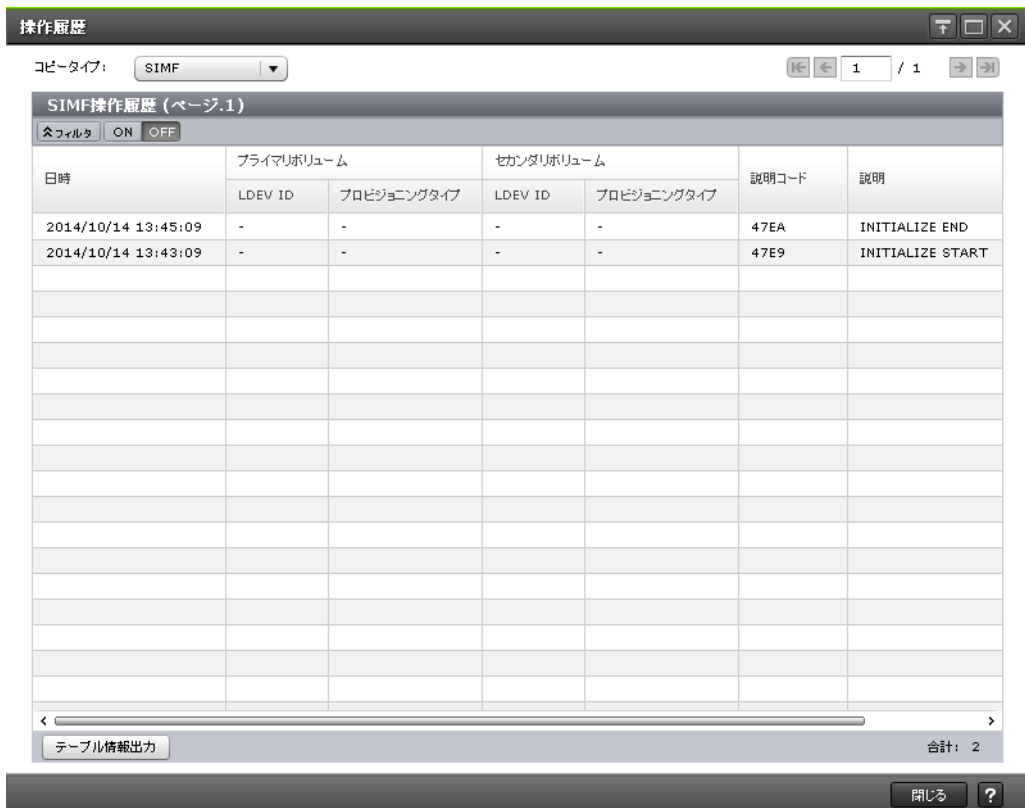 操作履歴
コピータイプ: SIMF
1 / 1
SIMF操作履歴 (ページ.1)
フィルタ ON OFF
日時 プライマリボリューム セカンダリボリューム 説明コード 説明
LDEV ID プロビジョニングタイプ LDEV ID プロビジョニングタイプ
2014/10/14 13:45:09 - - - - 47EA INITIALIZE END
2014/10/14 13:43:09 - - - - 47E9 INITIALIZE START
テーブル情報出力 合計: 2
閉じる ?